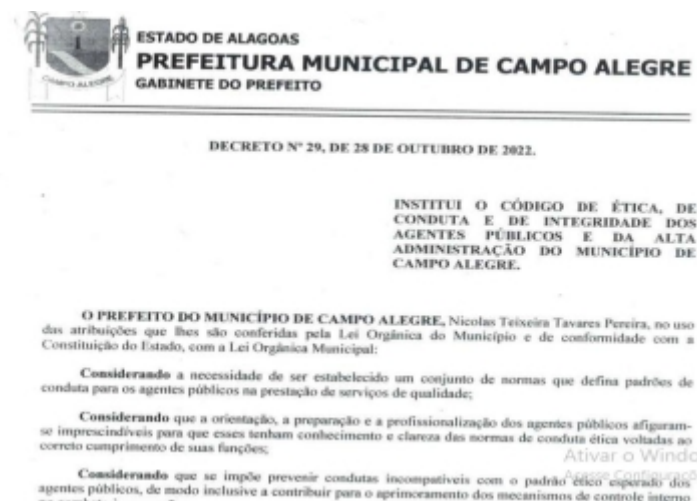 ESTADO DE ALAGOAS
PREFEITURA MUNICIPAL DE CAMPO ALEGRE
GABINETE DO PREFEITO
CAMPO ALEGRE
DECRETO Nº 29, DE 28 DE OUTUBRO DE 2022.
INSTITUI O CÓDIGO DE ÉTICA, DE
CONDUTA E DE INTEGRIDADE DOS
AGENTES PÚBLICOS E DA ALTA
ADMINISTRAÇÃO DO MUNICÍPIO DE
CAMPO ALEGRE.
O PREFEITO DO MUNICÍPIO DE CAMPO ALEGRE, Nicolas Teixeira Tavares Pereira, no uso
das atribuições que lhes são conferidas pela Lei Orgânica do Município e de conformidade com a
Constituição do Estado, com a Lei Orgânica Municipal:
Considerando a necessidade de ser estabelecido um conjunto de normas que defina padrões de
conduta para os agentes públicos na prestação de serviços de qualidade;
Considerando que a orientação, a preparação e a profissionalização dos agentes públicos afiguram-
se imprescindíveis para que esses tenham conhecimento e clareza das normas de conduta ética voltadas ao
correto cumprimento de suas funções;
Ativar o Windo
Acesse Configuraçõ
Considerando que se impõe prevenir condutas incompatíveis com o padrão ético esperado dos
agentes públicos, de modo inclusive a contribuir para o aprimoramento dos mecanismos de controle interno